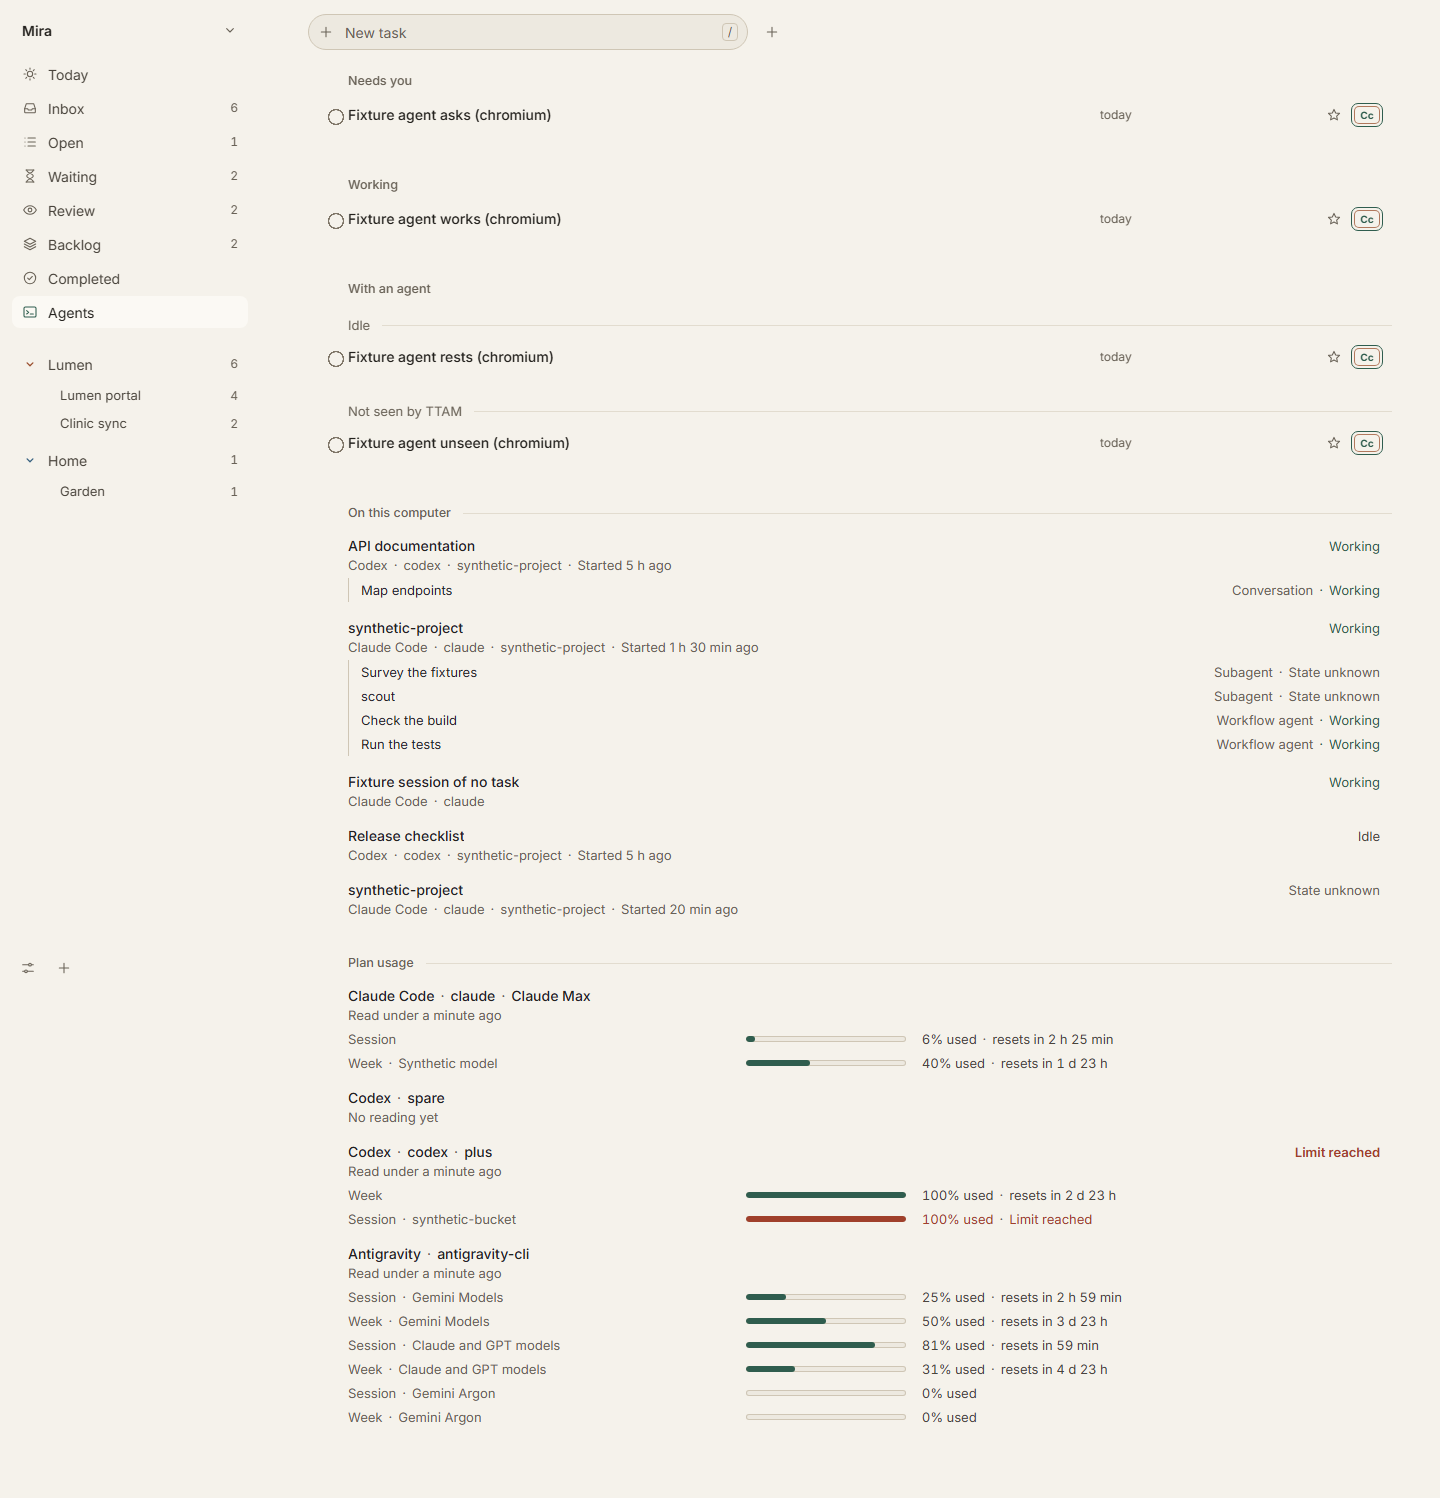 Mira
Today
Inbox 6
Open 1
Waiting 2
Review 2
Backlog 2
Completed
Agents
Lumen 6
Lumen portal 4
Clinic sync 2
Home 1
Garden 1
New task /
Needs you
Fixture agent asks (chromium) today Cc
Working
Fixture agent works (chromium) today Cc
With an agent
Idle
Fixture agent rests (chromium) today Cc
Not seen by TTAM
Fixture agent unseen (chromium) today Cc
On this computer
API documentation Working
Codex · codex · synthetic-project · Started 5 h ago
Map endpoints Conversation · Working
synthetic-project Working
Claude Code · claude · synthetic-project · Started 1 h 30 min ago
Survey the fixtures Subagent · State unknown
scout Subagent · State unknown
Check the build Workflow agent · Working
Run the tests Workflow agent · Working
Fixture session of no task Working
Claude Code · claude
Release checklist Idle
Codex · codex · synthetic-project · Started 5 h ago
synthetic-project State unknown
Claude Code · claude · synthetic-project · Started 20 min ago
Plan usage
Claude Code · claude · Claude Max
Read under a minute ago
Session 6% used · resets in 2 h 25 min
Week · Synthetic model 40% used · resets in 1 d 23 h
Codex · spare
No reading yet
Codex · codex · plus Limit reached
Read under a minute ago
Week 100% used · resets in 2 d 23 h
Session · synthetic-bucket 100% used · Limit reached
Antigravity · antigravity-cli
Read under a minute ago
Session · Gemini Models 25% used · resets in 2 h 59 min
Week · Gemini Models 50% used · resets in 3 d 23 h
Session · Claude and GPT models 81% used · resets in 59 min
Week · Claude and GPT models 31% used · resets in 4 d 23 h
Session · Gemini Argon 0% used
Week · Gemini Argon 0% used